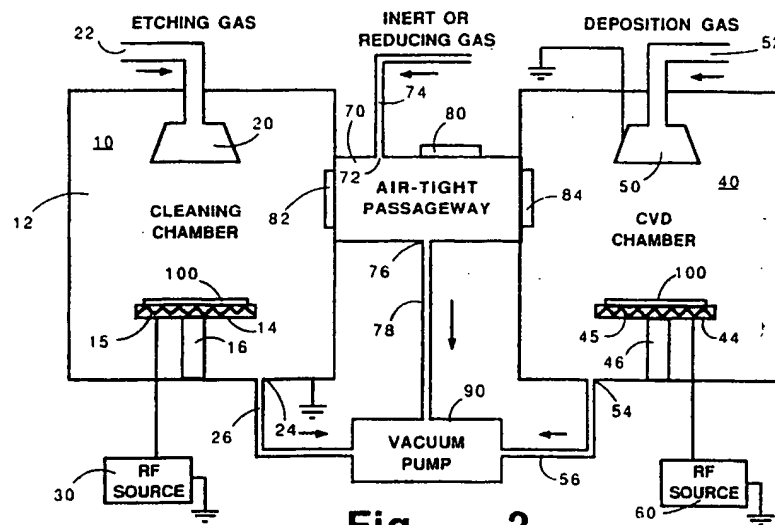 ETCHING GAS
INERT OR
REDUCING GAS
DEPOSITION GAS
22
52
74
70
80
10
20
72
82
AIR-TIGHT
PASSAGEWAY
84
50
40
12
CLEANING
CHAMBER
CVD
CHAMBER
76
100
100
78
15
14
16
45
44
46
90
24
54
26
VACUUM
PUMP
56
30
RF
SOURCE
RF
SOURCE
60
Fig. 2